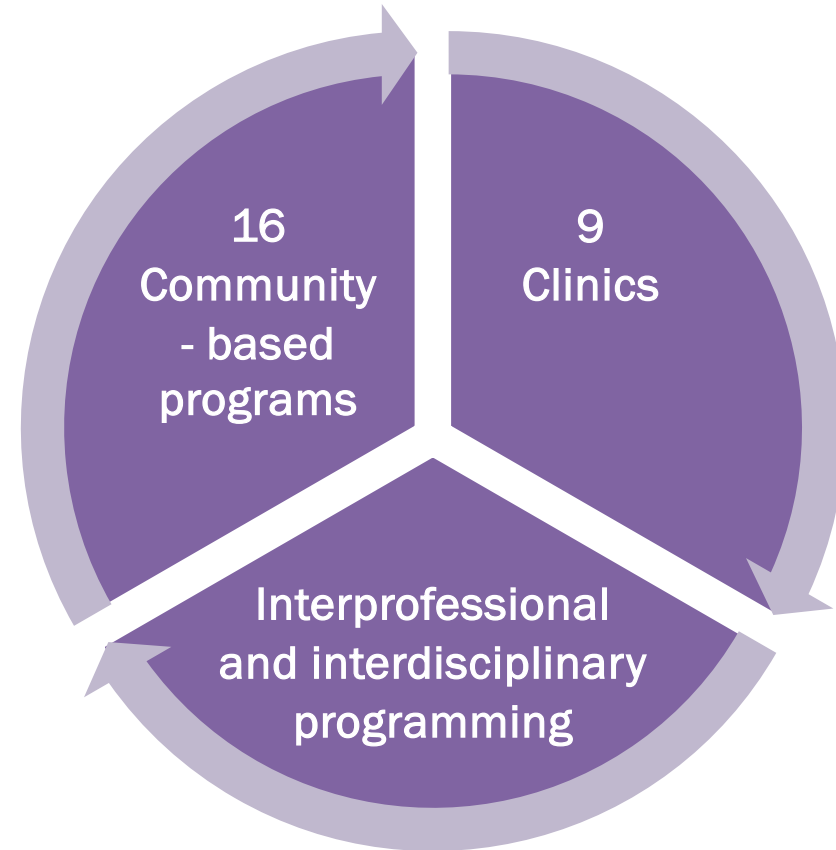 16
Community
- based
programs
9
Clinics
Interprofessional
and interdisciplinary
programming